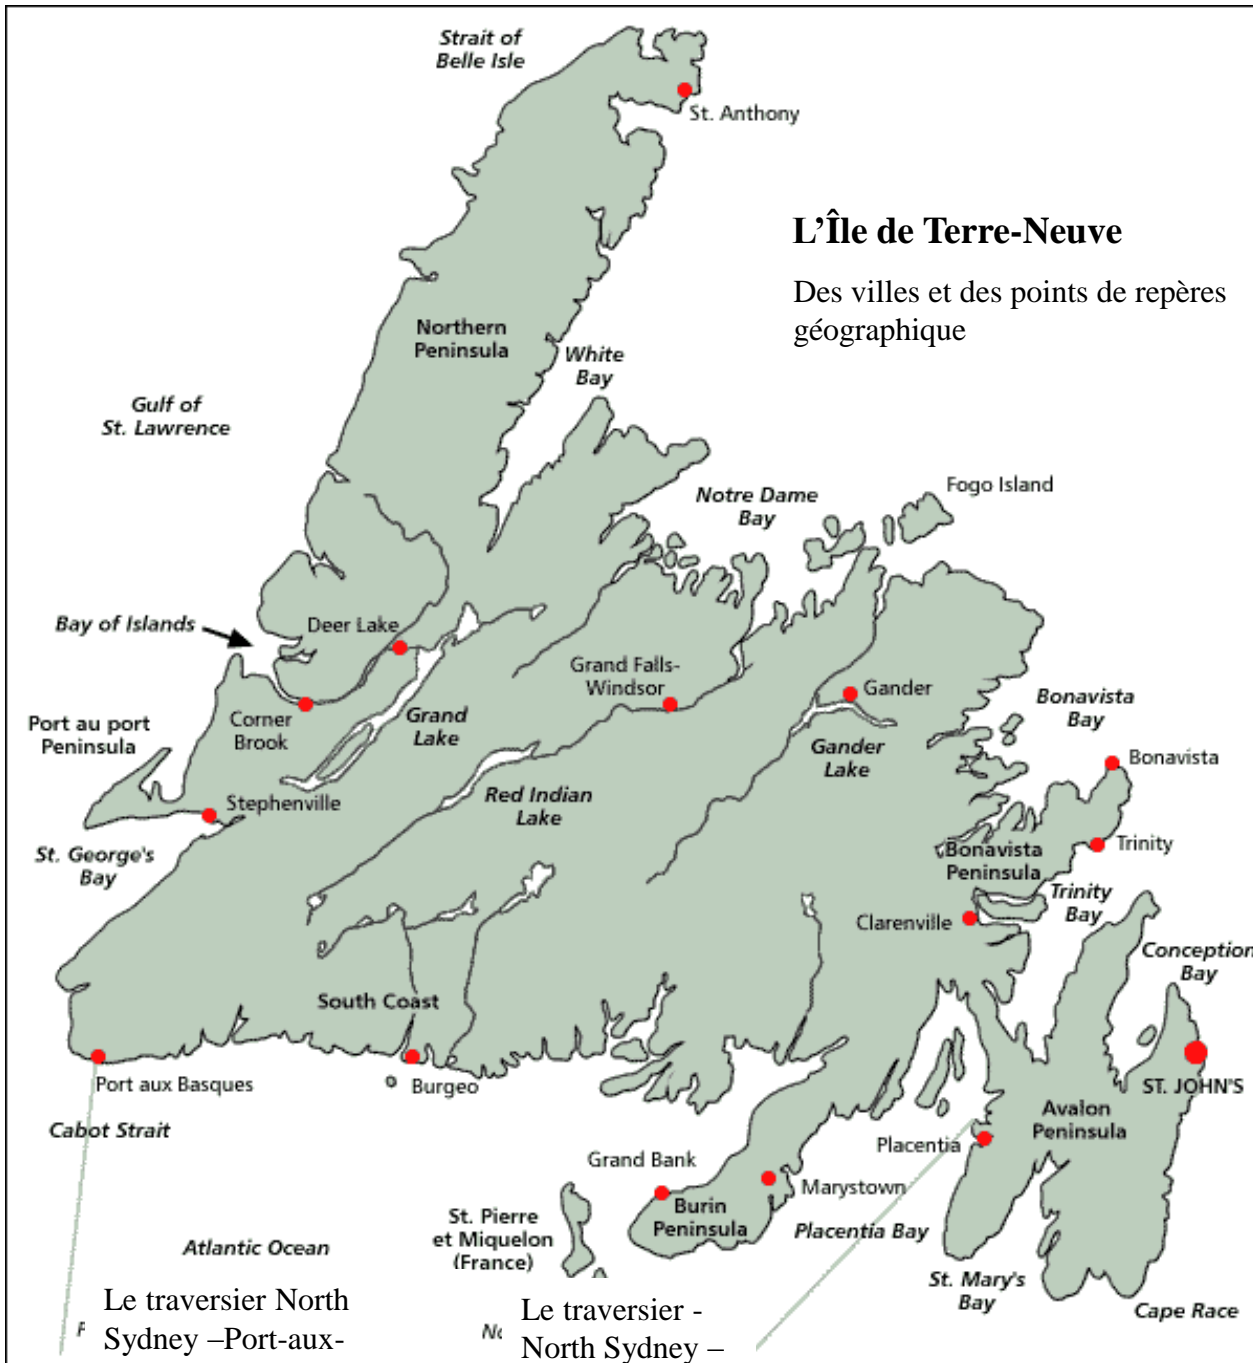 Strait of
Belle Isle
St. Anthony
L'Île de Terre-Neuve
Des villes et des points de repères
géographique
Northern
Peninsula
White
Bay
Gulf of
St. Lawrence
Notre Dame
Bay
Fogo Island
Bay of Islands
Deer Lake
Grand Falls-
Windsor
Gander
Bonavista
Bay
Port au port
Peninsula
Corner
Brook
Grand
Lake
Gander
Lake
Bonavista
Stephenville
Red Indian
Lake
St. George's
Bay
Bonavista
Peninsula
Trinity
Trinity
Bay
Clarenville
Conception
Bay
South Coast
Port aux Basques
Burgeo
ST. JOHN'S
Cabot Strait
Avalon
Peninsula
Placentia
Grand Bank
Marystown
Burin
Peninsula
St. Pierre
et Miquelon
(France)
Placentia Bay
Atlantic Ocean
St. Mary's
Bay
Cape Race
Le traversier North
Sydney –Port-aux-
Le traversier -
North Sydney –